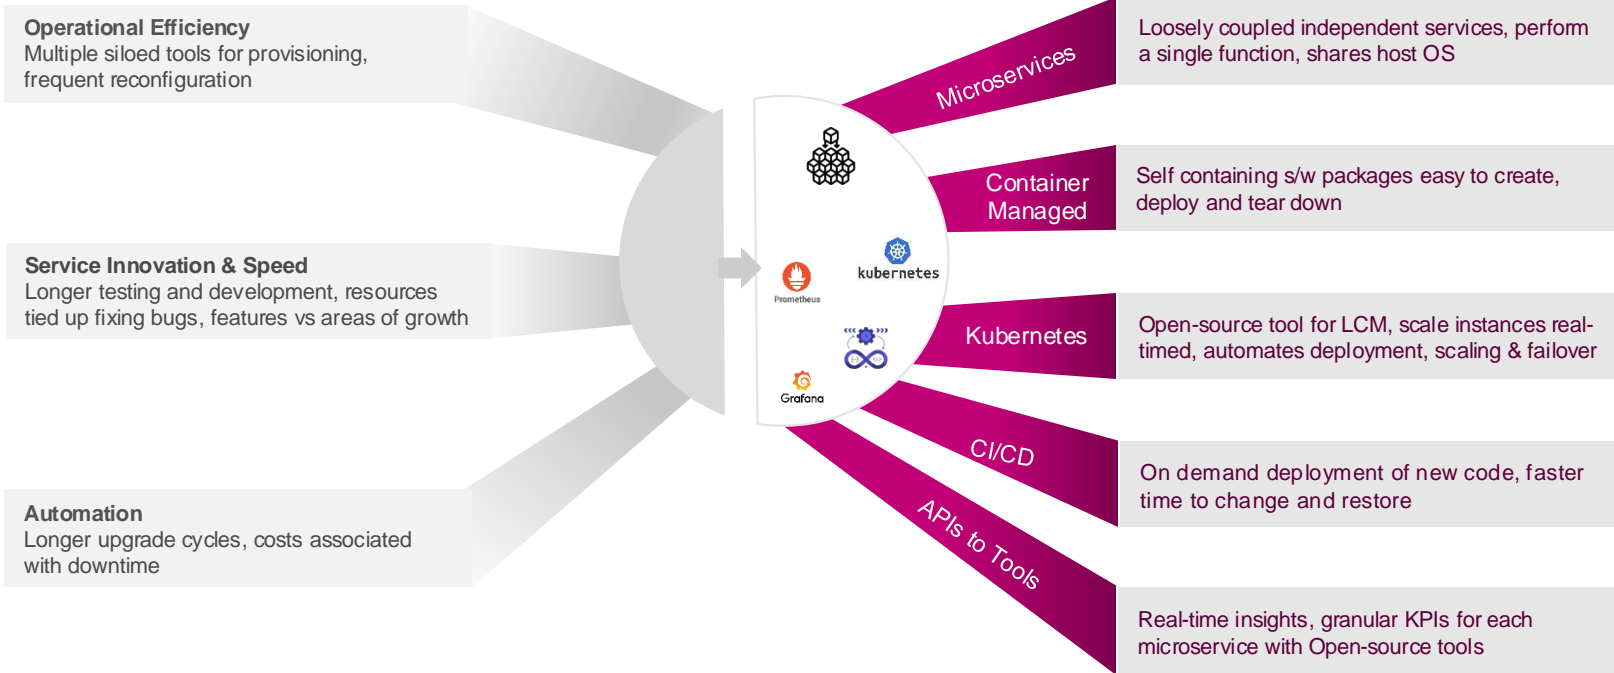 Operational Efficiency
Multiple siloed tools for provisioning,
frequent reconfiguration
Service Innovation & Speed
Longer testing and development, resources
tied up fixing bugs, features vs areas of growth
Automation
Longer upgrade cycles, costs associated
with downtime
kubernetes
Prometheus
Grafana
Microservices
Loosely coupled independent services, perform
a single function, shares host OS
Container
Managed
Self containing s/w packages easy to create,
deploy and tear down
Kubernetes
Open-source tool for LCM, scale instances real-
timed, automates deployment, scaling & failover
CI/CD
On demand deployment of new code, faster
time to change and restore
APIs to Tools
Real-time insights, granular KPIs for each
microservice with Open-source tools